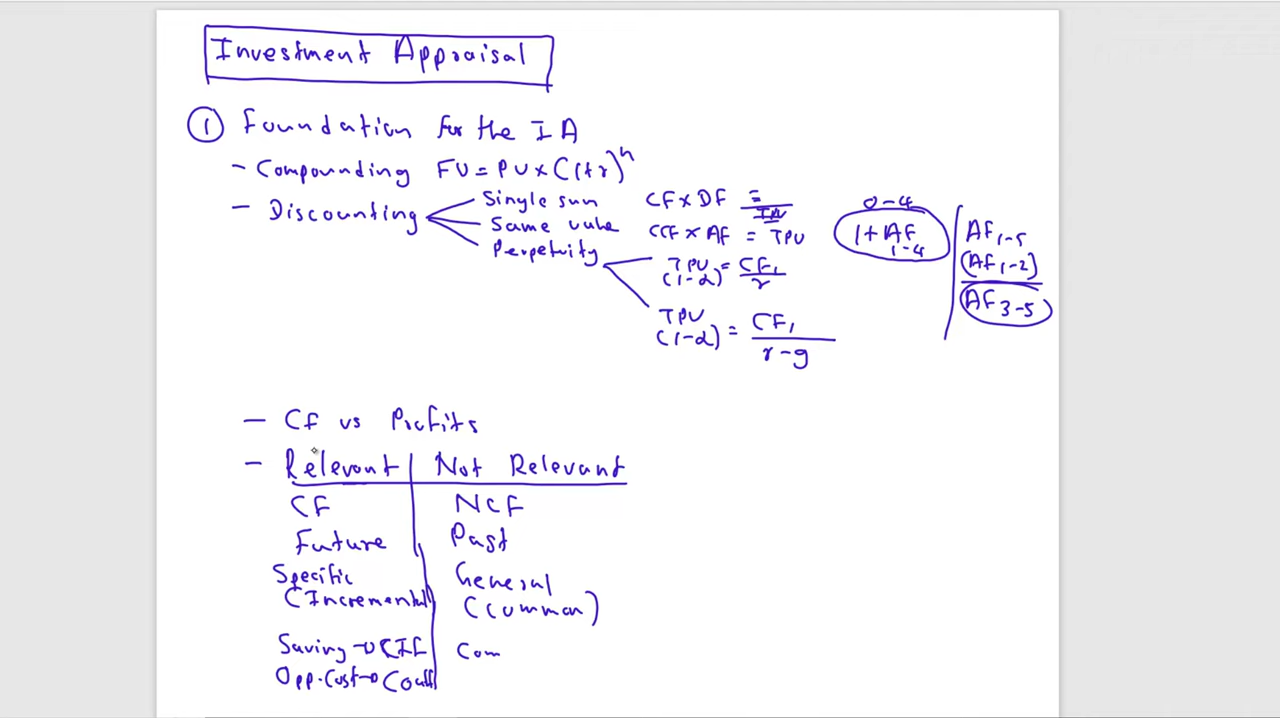 Investment Appraisal
① Foundation for the IA
- Compounding FV = PV × (1+r)^n
- Discounting
Single sum CF × DF =
Same value CF × AF = TPV
Perpetuity
TPV (1-α) = CF₁ / r
TPV (1-α) = CF₁ / r-g
0-4
1+AF 1-4
AF 1-5
(AF 1-2)
AF 3-5
- CF vs Profits
- Relevant | Not Relevant
CF NCF
Future Past
Specific General
(Incremental) (Common)
Saving → CIF Com
Opp. Cost → Coutf